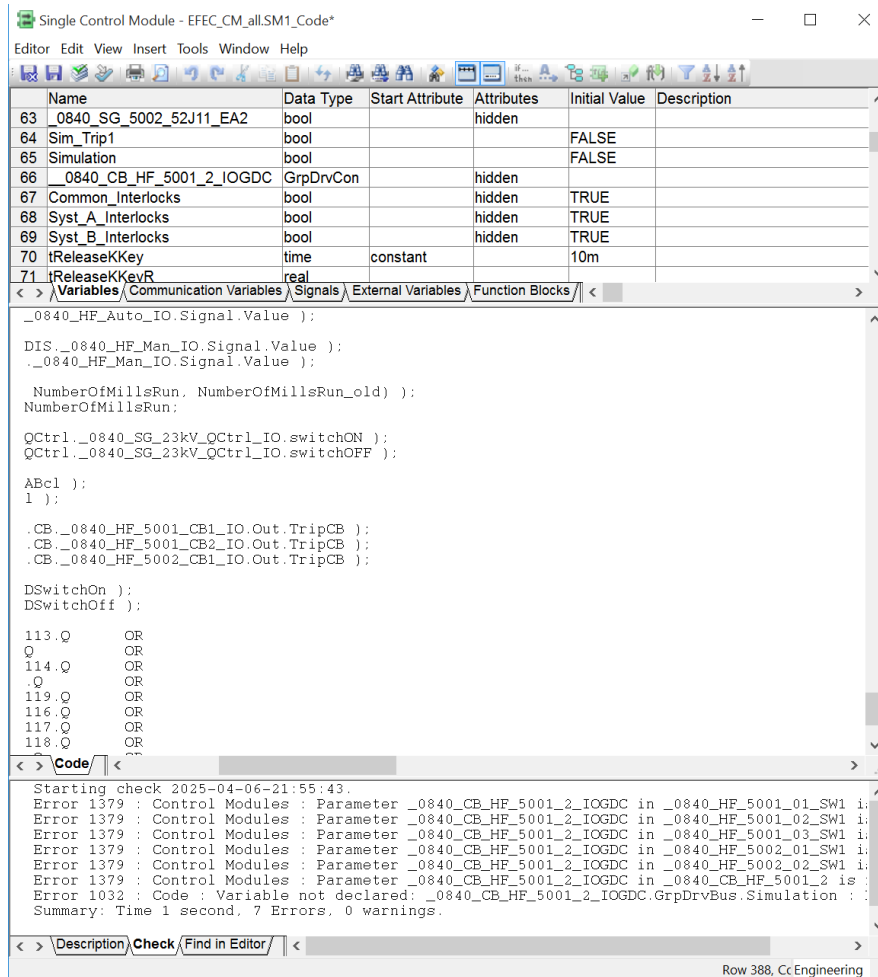 Single Control Module - EFEC_CM_all.SM1_Code*
Editor Edit View Insert Tools Window Help
if...
then
Name Data Type Start Attribute Attributes Initial Value Description
63 _0840_SG_5002_52J11_EA2 bool hidden
64 Sim_Trip1 bool FALSE
65 Simulation bool FALSE
66 __0840_CB_HF_5001_2_IOGDC GrpDrvCon hidden
67 Common_Interlocks bool hidden TRUE
68 Syst_A_Interlocks bool hidden TRUE
69 Syst_B_Interlocks bool hidden TRUE
70 tReleaseKKey time constant 10m
71 tReleaseKKeyR real
Variables Communication Variables Signals External Variables Function Blocks
_0840_HF_Auto_IO.Signal.Value );
DIS._0840_HF_Man_IO.Signal.Value );
._0840_HF_Man_IO.Signal.Value );
NumberOfMillsRun, NumberOfMillsRun_old) );
NumberOfMillsRun;
QCtrl._0840_SG_23kV_QCtrl_IO.switchON );
QCtrl._0840_SG_23kV_QCtrl_IO.switchOFF );
ABcl );
l );
.CB._0840_HF_5001_CB1_IO.Out.TripCB );
.CB._0840_HF_5001_CB2_IO.Out.TripCB );
.CB._0840_HF_5002_CB1_IO.Out.TripCB );
DSwitchOn );
DSwitchOff );
113.Q OR
Q OR
114.Q OR
.Q OR
119.Q OR
116.Q OR
117.Q OR
118.Q OR
Code
Starting check 2025-04-06-21:55:43.
Error 1379 : Control Modules : Parameter _0840_CB_HF_5001_2_IOGDC in _0840_HF_5001_01_SW1 i
Error 1379 : Control Modules : Parameter _0840_CB_HF_5001_2_IOGDC in _0840_HF_5001_02_SW1 i
Error 1379 : Control Modules : Parameter _0840_CB_HF_5001_2_IOGDC in _0840_HF_5001_03_SW1 i
Error 1379 : Control Modules : Parameter _0840_CB_HF_5001_2_IOGDC in _0840_HF_5002_01_SW1 i
Error 1379 : Control Modules : Parameter _0840_CB_HF_5001_2_IOGDC in _0840_HF_5002_02_SW1 i
Error 1379 : Control Modules : Parameter _0840_CB_HF_5001_2_IOGDC in _0840_CB_HF_5001_2 is
Error 1032 : Code : Variable not declared: _0840_CB_HF_5001_2_IOGDC.GrpDrvBus.Simulation :
Summary: Time 1 second, 7 Errors, 0 warnings.
Description Check Find in Editor
Row 388, Cc Engineering